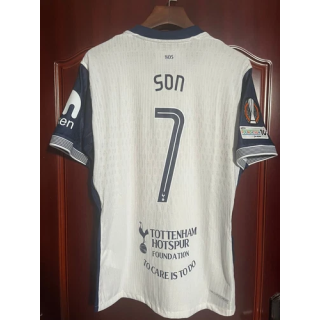 SON
7
TOTTENHAM
HOTSPUR
FOUNDATION
TO CARE IS TO DO